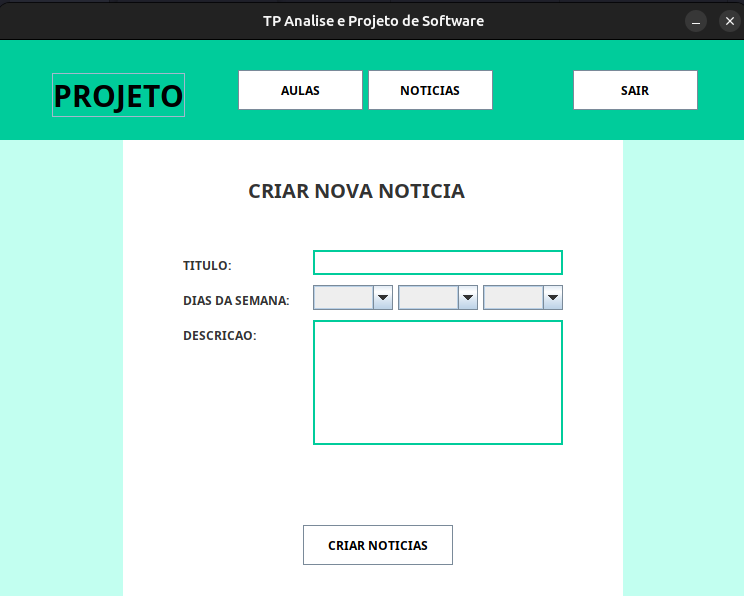 TP Analise e Projeto de Software
PROJETO
AULAS
NOTICIAS
SAIR
CRIAR NOVA NOTICIA
TITULO:
DIAS DA SEMANA:
DESCRICAO:
CRIAR NOTICIAS